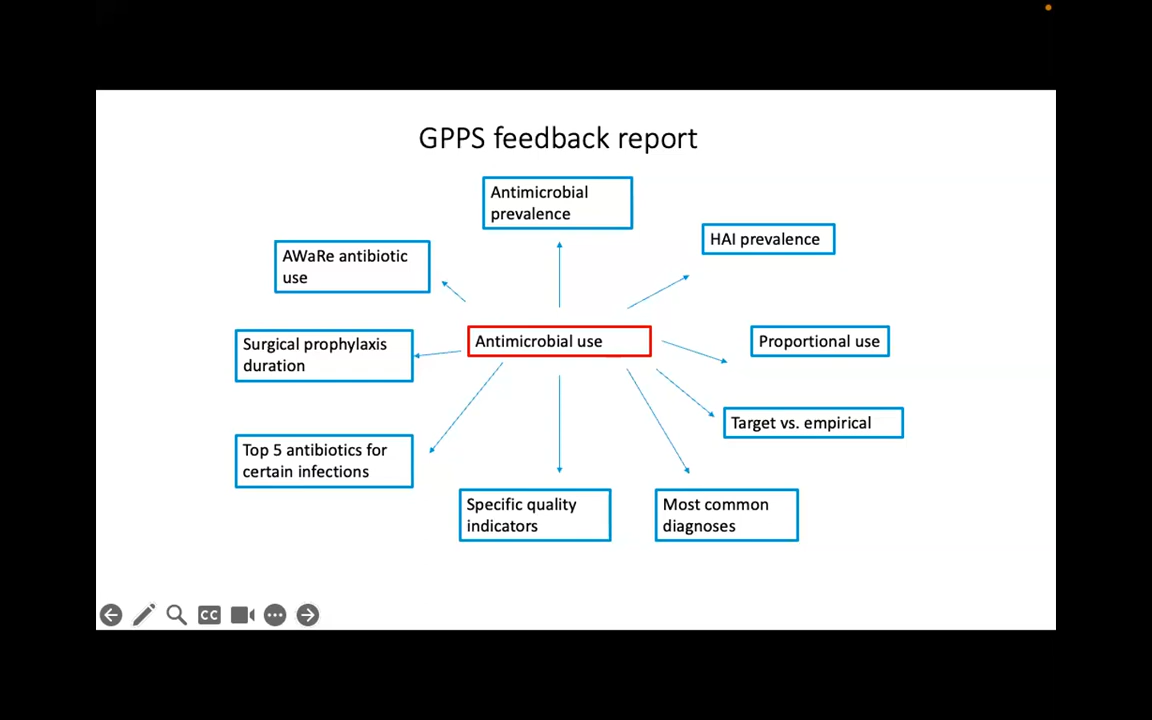 GPPS feedback report
Antimicrobial
prevalence
HAI prevalence
AWaRe antibiotic
use
Antimicrobial use
Proportional use
Surgical prophylaxis
duration
Target vs. empirical
Top 5 antibiotics for
certain infections
Specific quality
indicators
Most common
diagnoses
CC